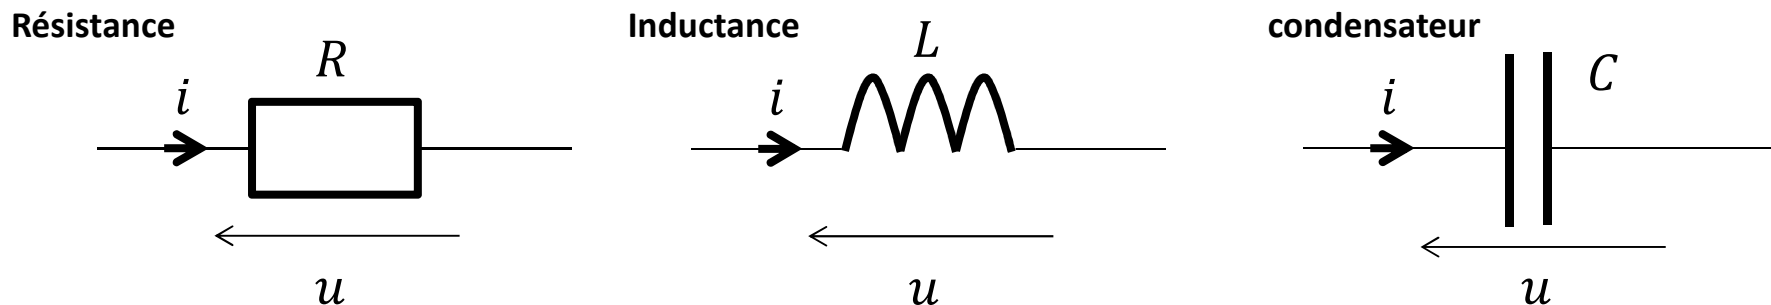 Résistance
R
i
u
Inductance
L
i
u
condensateur
C
i
u